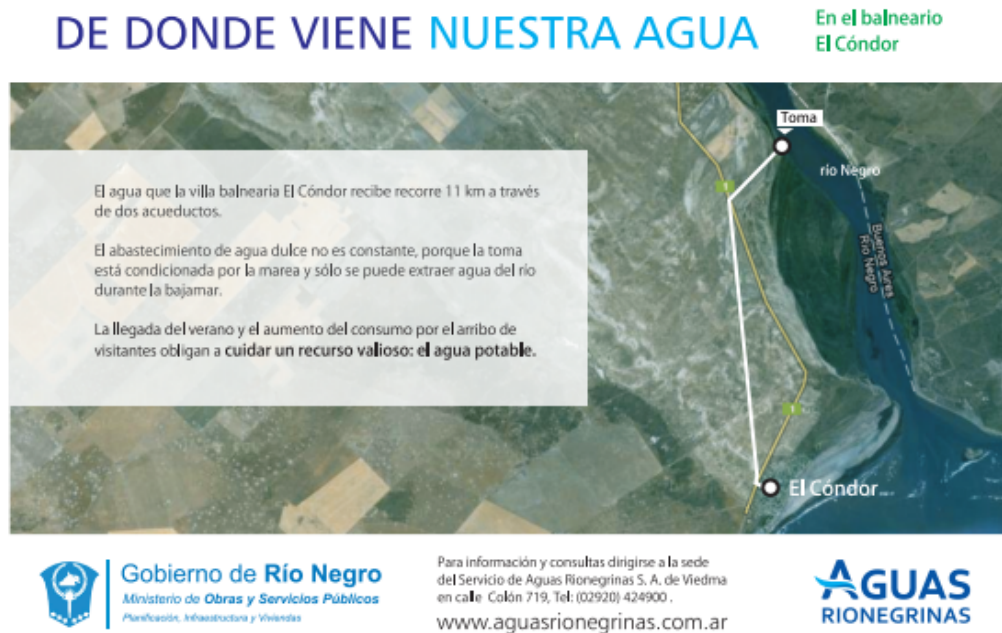 DE DONDE VIENE NUESTRA AGUA
En el balneario
El Cóndor
Toma
río Negro
Buenos Aires
Río Negro
El agua que la villa balnearia El Cóndor recibe recorre 11 km a través
de dos acueductos.
El abastecimiento de agua dulce no es constante, porque la toma
está condicionada por la marea y sólo se puede extraer agua del río
durante la bajamar.
La llegada del verano y el aumento del consumo por el arribo de
visitantes obligan a cuidar un recurso valioso: el agua potable.
El Cóndor
Gobierno de Río Negro
Ministerio de Obras y Servicios Públicos
Planificación, Infraestructura y Viviendas
Para información y consultas dirigirse a la sede
del Servicio de Aguas Rionegrinas S. A. de Viedma
en calle Colón 719, Tel: (02920) 424900 .
www.aguasrionegrinas.com.ar
AGUAS
RIONEGRINAS